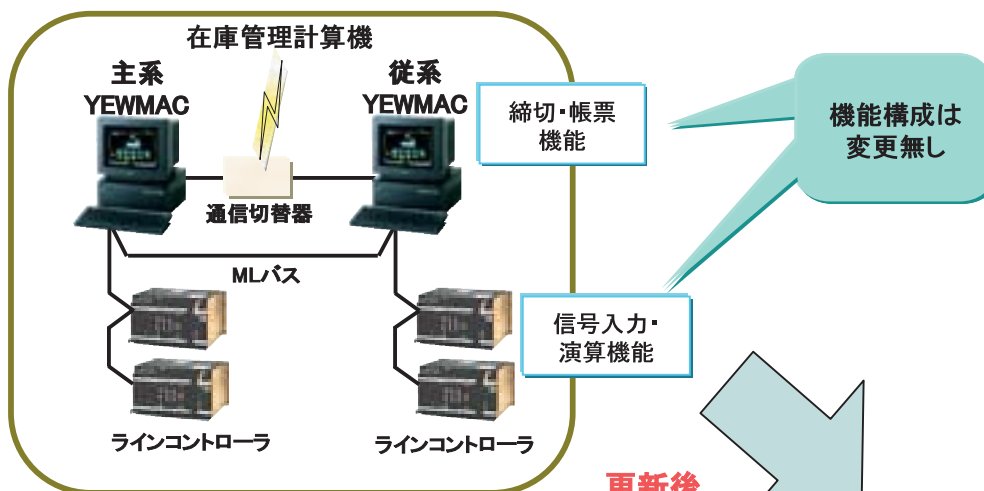 在庫管理計算機
主系
YEWMAC
従系
YEWMAC
締切・帳票
機能
機能構成は
変更無し
通信切替器
MLバス
信号入力・
演算機能
ラインコントローラ
ラインコントローラ
更新後